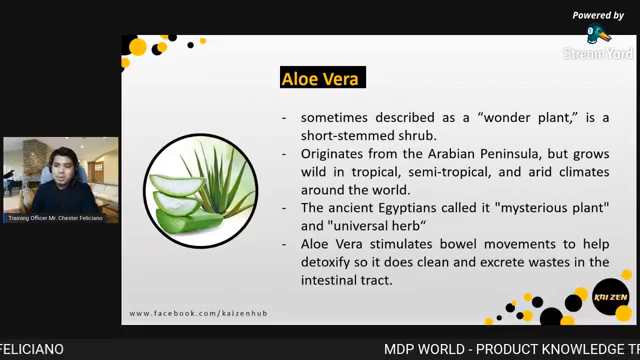 Powered by
StreamYard
Aloe Vera
- sometimes described as a “wonder plant,” is a
short-stemmed shrub.
- Originates from the Arabian Peninsula, but grows
wild in tropical, semi-tropical, and arid climates
around the world.
- The ancient Egyptians called it "mysterious plant"
and "universal herb“
- Aloe Vera stimulates bowel movements to help
detoxify so it does clean and excrete wastes in the
intestinal tract.
Training Officer Mr. Chester Feliciano
www.facebook.com/kaizenhub
KAIZEN
FELICIANO
MDP WORLD - PRODUCT KNOWLEDGE TR